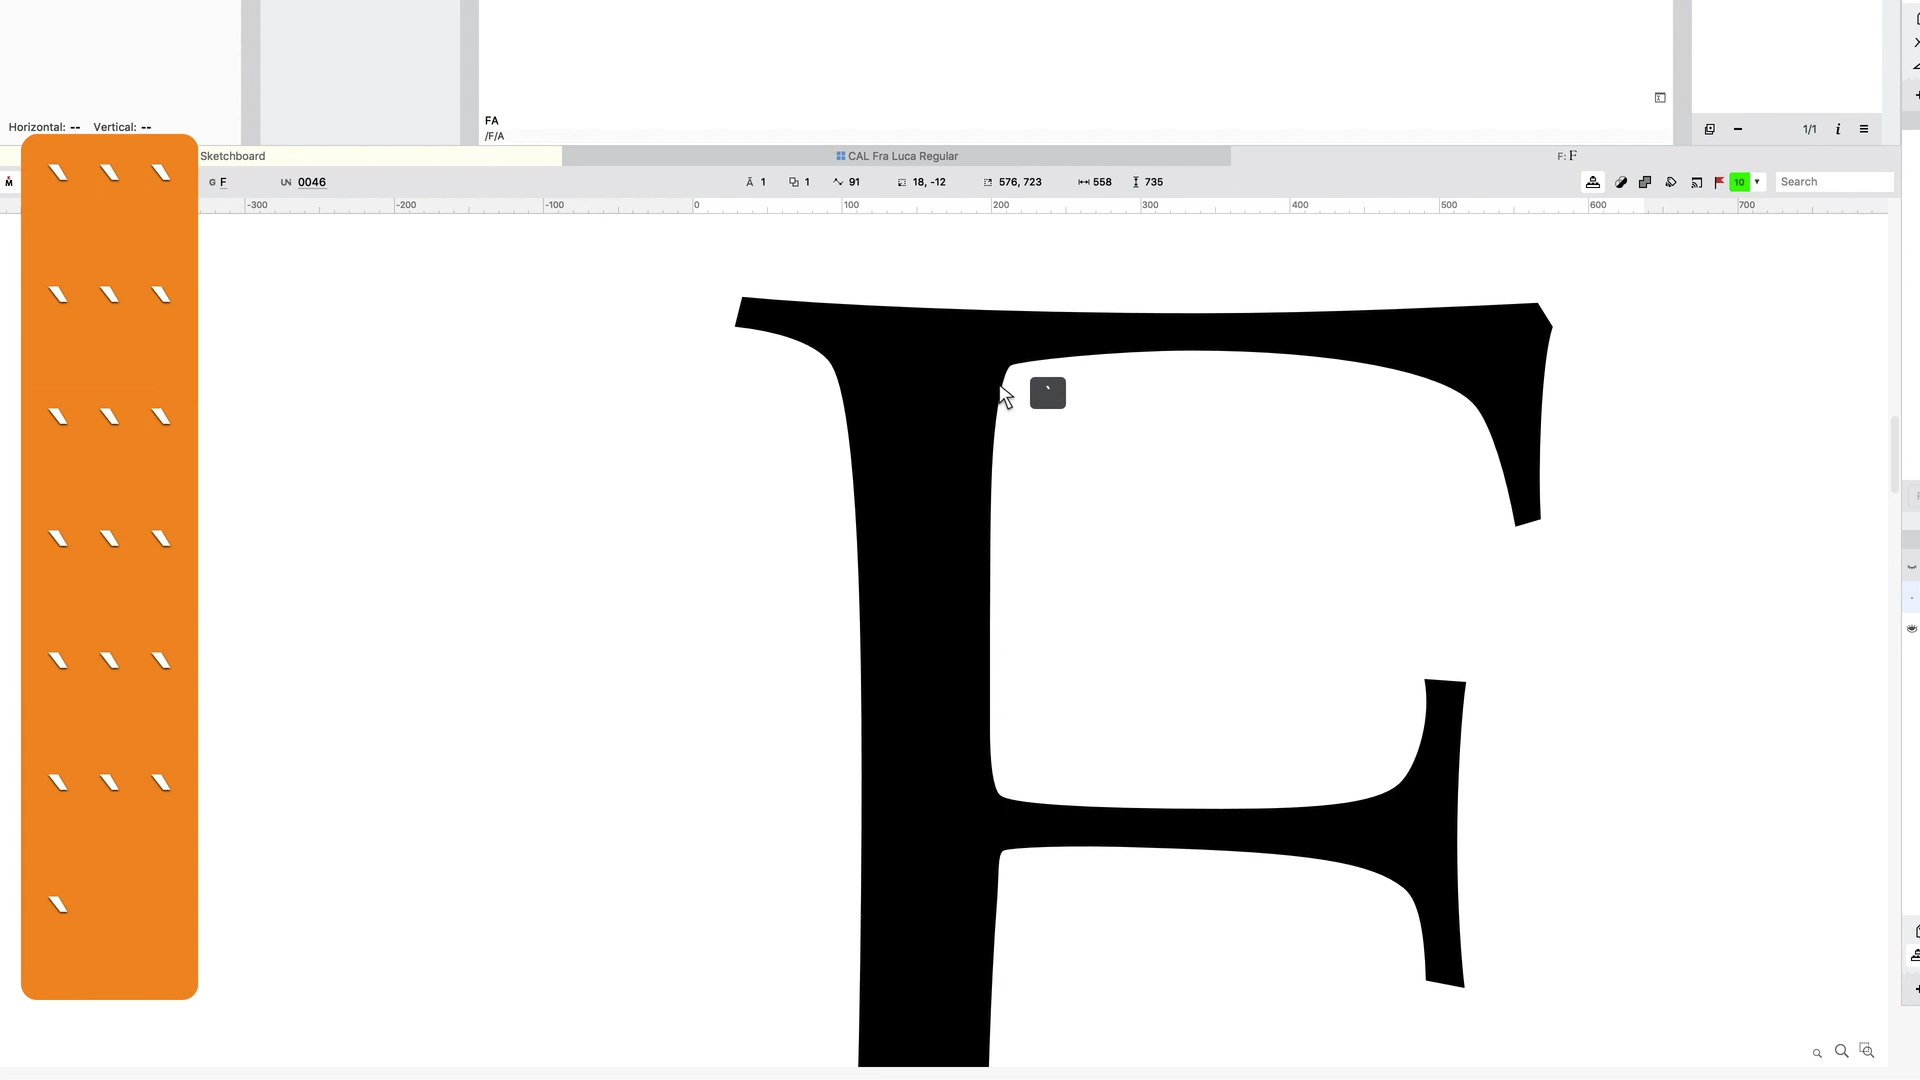 Horizontal: -- Vertical: --
FA
/F/A
1/1
Sketchboard
CAL Fra Luca Regular
F: F
G F
UN 0046
1
1
91
18, -12
576, 723
558
735
10
Search
-300 -200 -100 0 100 200 300 400 500 600 700
` ` `
` ` `
` ` `
` ` `
` ` `
` ` `
`
`
F